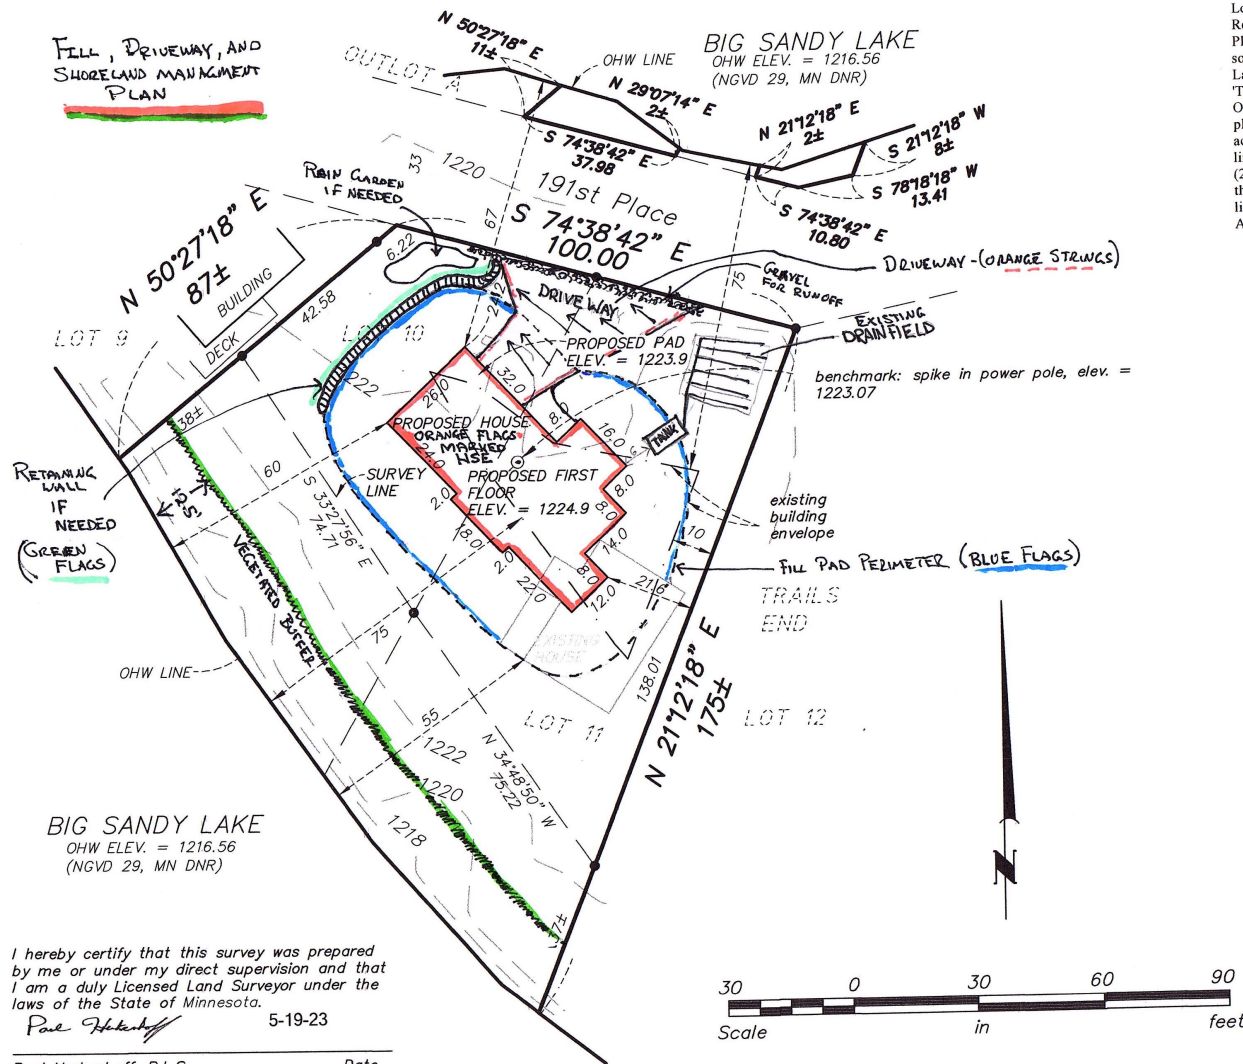 FILL, DRIVEWAY, AND
SHORELAND MANAGMENT
PLAN
OUTLOT A
N 50°27'18" E
11±
OHW LINE
BIG SANDY LAKE
OHW ELEV. = 1216.56
(NGVD 29, MN DNR)
N 29°07'14" E
2±
N 21°12'18" E
2±
S 21°12'18" W
8±
S 74°38'42" E
37.98
S 78°18'18" W
13.41
S 74°38'42" E
10.80
33
1220
191st Place
S 74°38'42" E
100.00
67
75
RAIN GARDEN
IF NEEDED
N 50°27'18" E
87±
BUILDING
DECK
6.22
42.58
LOT 9
LOT 10
24.2
DRIVEWAY
GRAVEL
FOR RUNOFF
DRIVEWAY-(ORANGE STRINGS)
EXISTING
DRAINFIELD
PROPOSED PAD
ELEV. = 1223.9
benchmark: spike in power pole, elev. =
1223.07
38±
26.0
32.0
8.0
16.0
TANK
PROPOSED HOUSE
ORANGE FLAGS
MARKED
HSE
24.0
PROPOSED FIRST
FLOOR
ELEV. = 1224.9
SURVEY
LINE
2.0
18.0
2.0
22.0
8.0
8.0
14.0
8.0
12.0
21.6
10
existing
building
envelope
RETAINING
WALL
IF
NEEDED
(GREEN
FLAGS)
12.5'
60
S 33°27'56" E
74.71
VEGETATED BUFFER
FILL PAD PERIMETER (BLUE FLAGS)
TRAILS
END
EXISTING
HOUSE
75
OHW LINE
138.01
N 21°12'18" E
175±
LOT 11
LOT 12
55
1222
1220
1218
N 34°48'50" W
75.22
37±
BIG SANDY LAKE
OHW ELEV. = 1216.56
(NGVD 29, MN DNR)
N
I hereby certify that this survey was prepared
by me or under my direct supervision and that
I am a duly Licensed Land Surveyor under the
laws of the State of Minnesota.
5-19-23
Date
30 0 30 60 90
Scale in feet